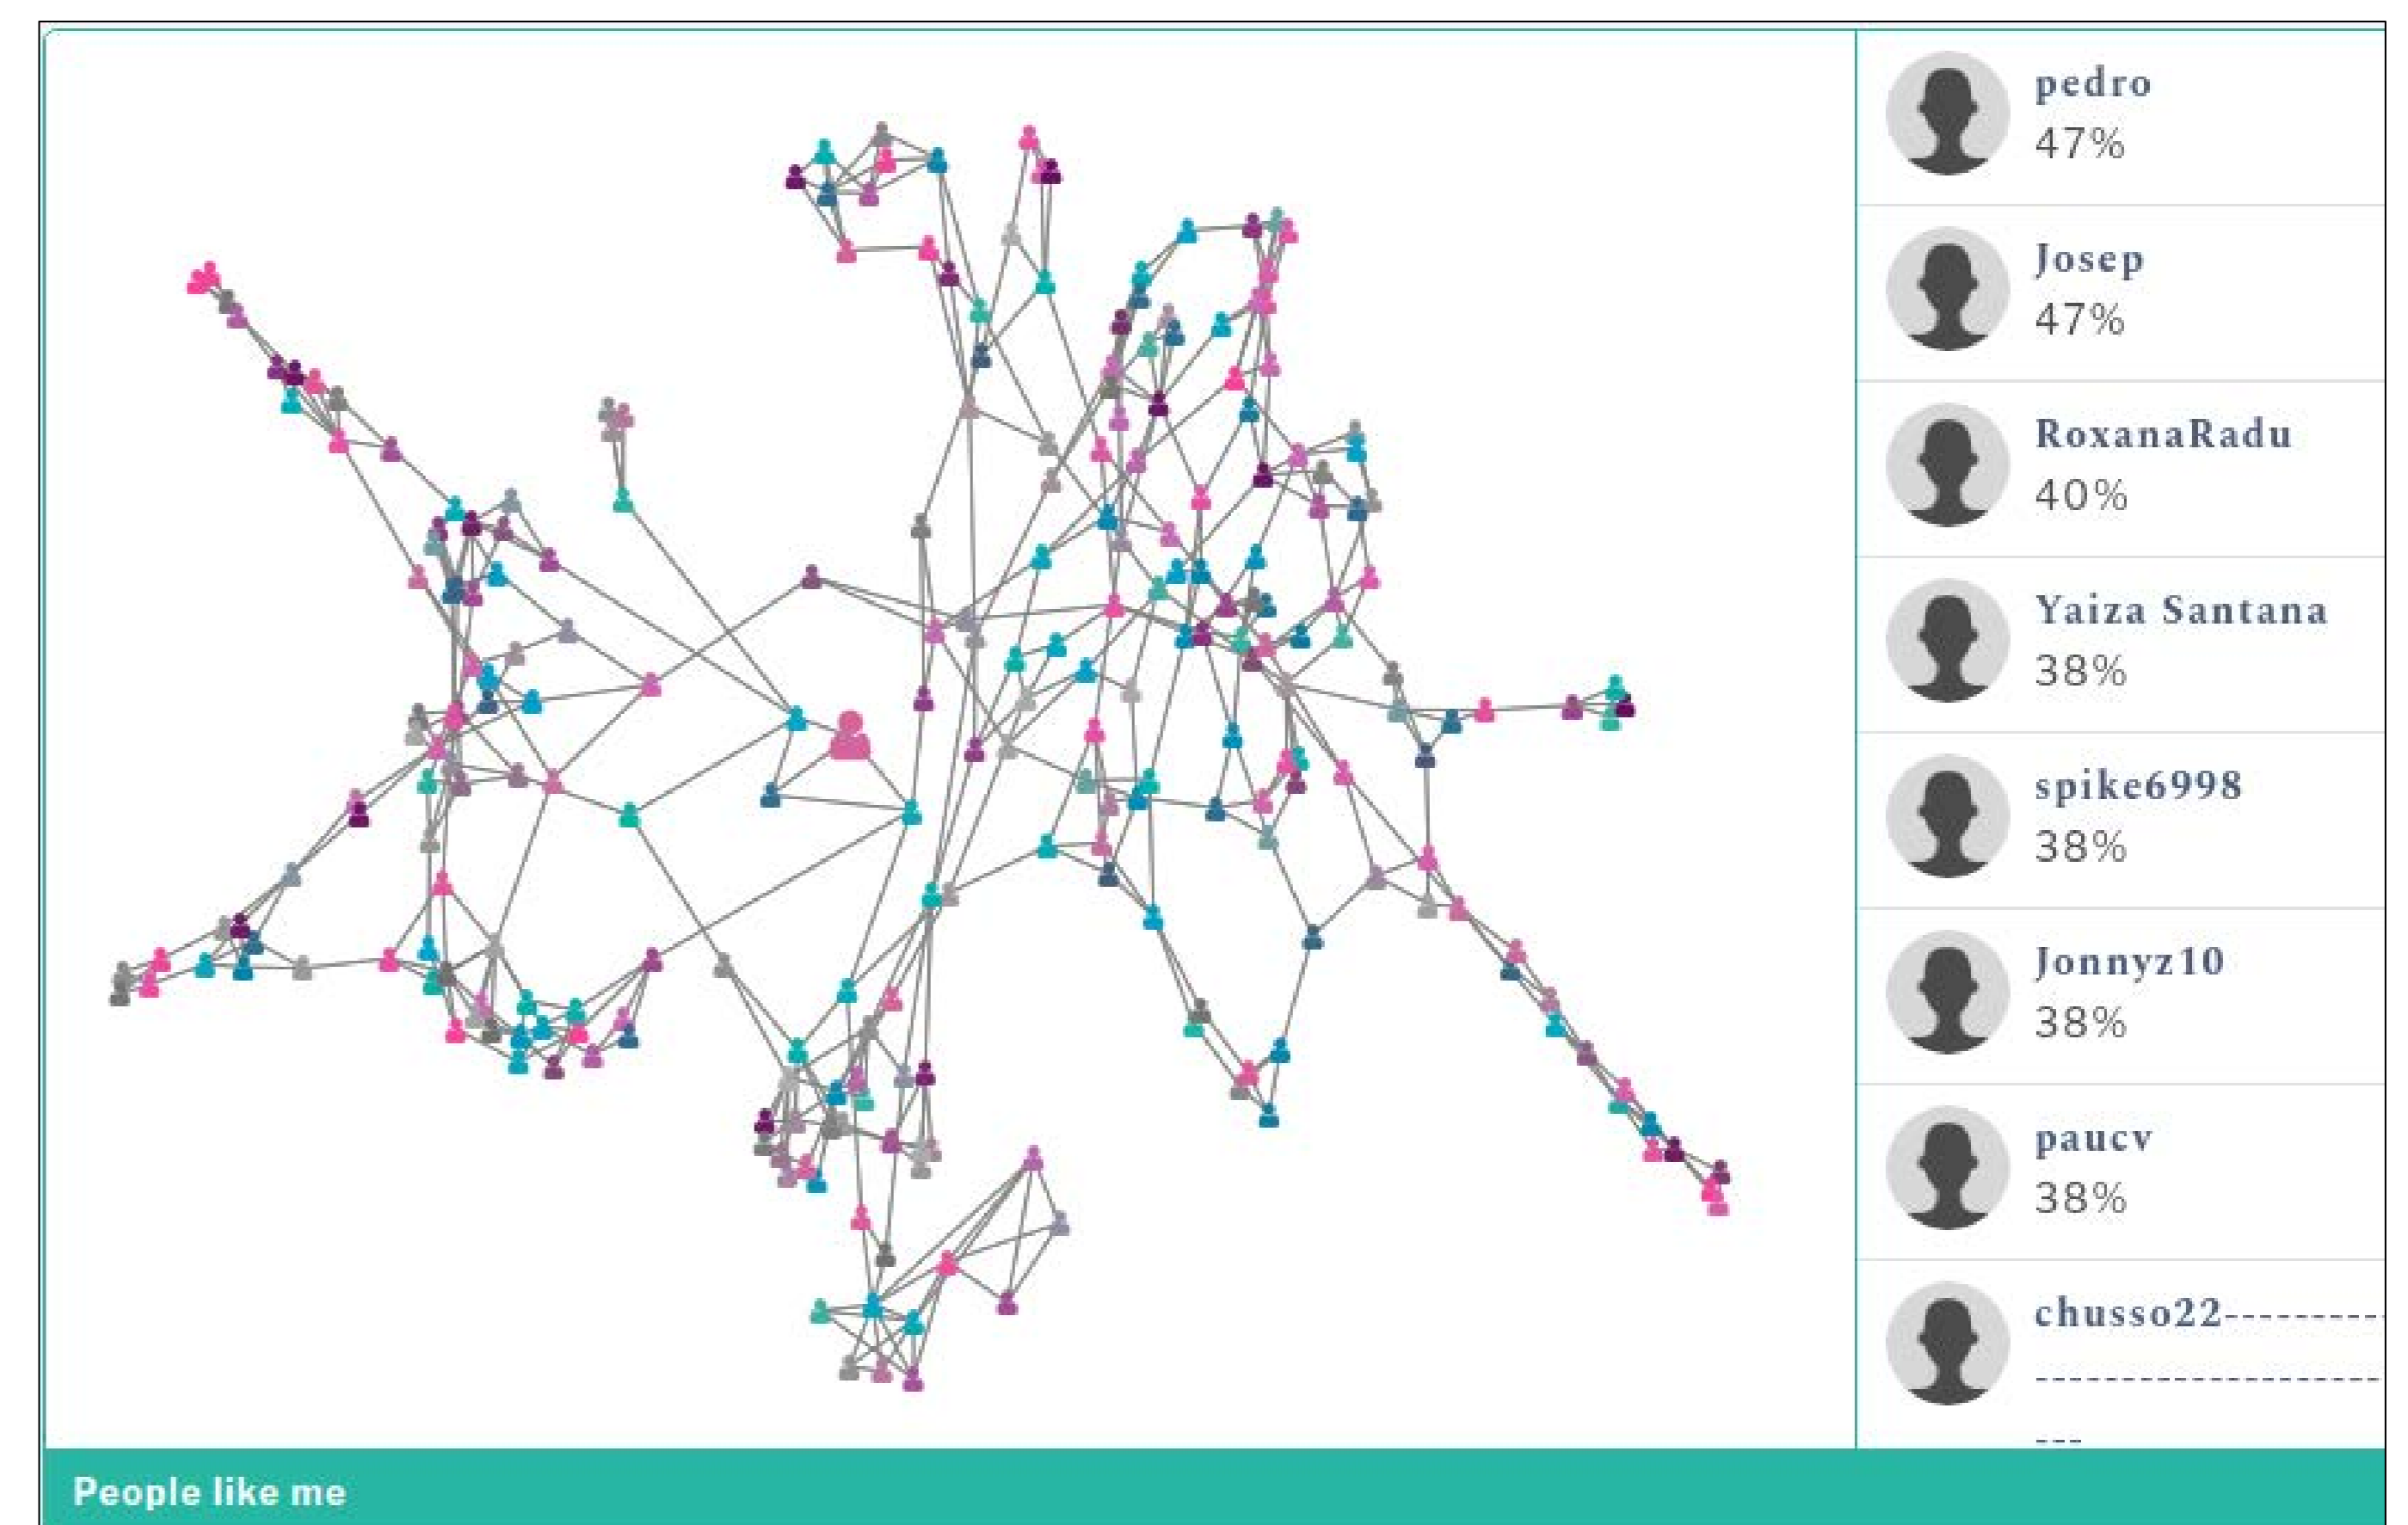 pedro
47%
Josep
47%
RoxanaRadu
40%
Yaiza Santana
38%
spike6998
38%
Jonnyz10
38%
paucv
38%
chusso22----------
--------------------
---
People like me